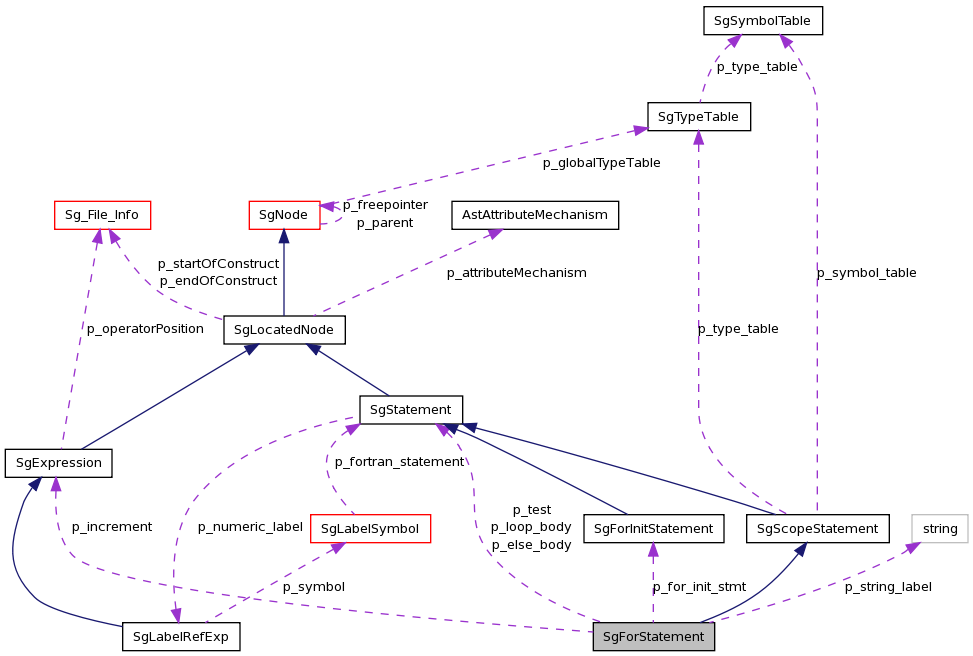 SgSymbolTable
p_type_table
SgTypeTable
p_globalTypeTable
Sg_File_Info
SgNode
p_freepointer
p_parent
AstAttributeMechanism
p_startOfConstruct
p_endOfConstruct
p_attributeMechanism
p_symbol_table
p_operatorPosition
SgLocatedNode
p_type_table
SgStatement
SgExpression
p_fortran_statement
p_increment
p_numeric_label
SgLabelSymbol
p_test
p_loop_body
p_else_body
SgForInitStatement
SgScopeStatement
string
p_symbol
p_for_init_stmt
p_string_label
SgLabelRefExp
SgForStatement